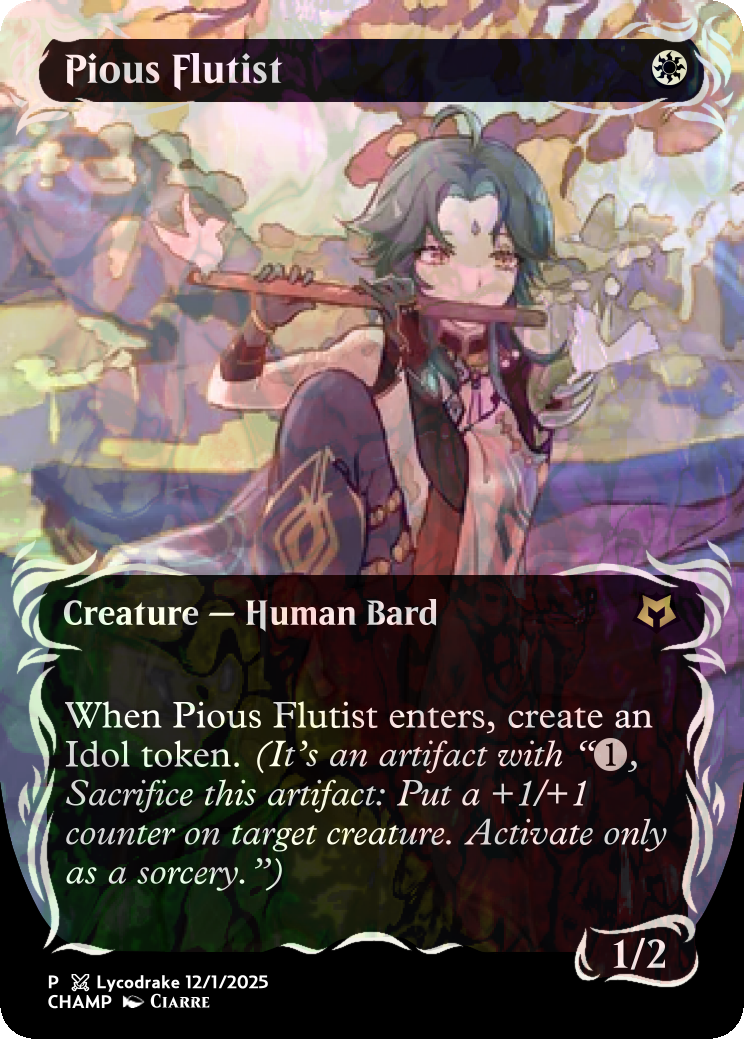 Pious Flutist
Creature — Human Bard
When Pious Flutist enters, create an
Idol token. (It's an artifact with “1,
Sacrifice this artifact: Put a +1/+1
counter on target creature. Activate only
as a sorcery.”)
1/2
P Lycodrake 12/1/2025
CHAMP Ciarre